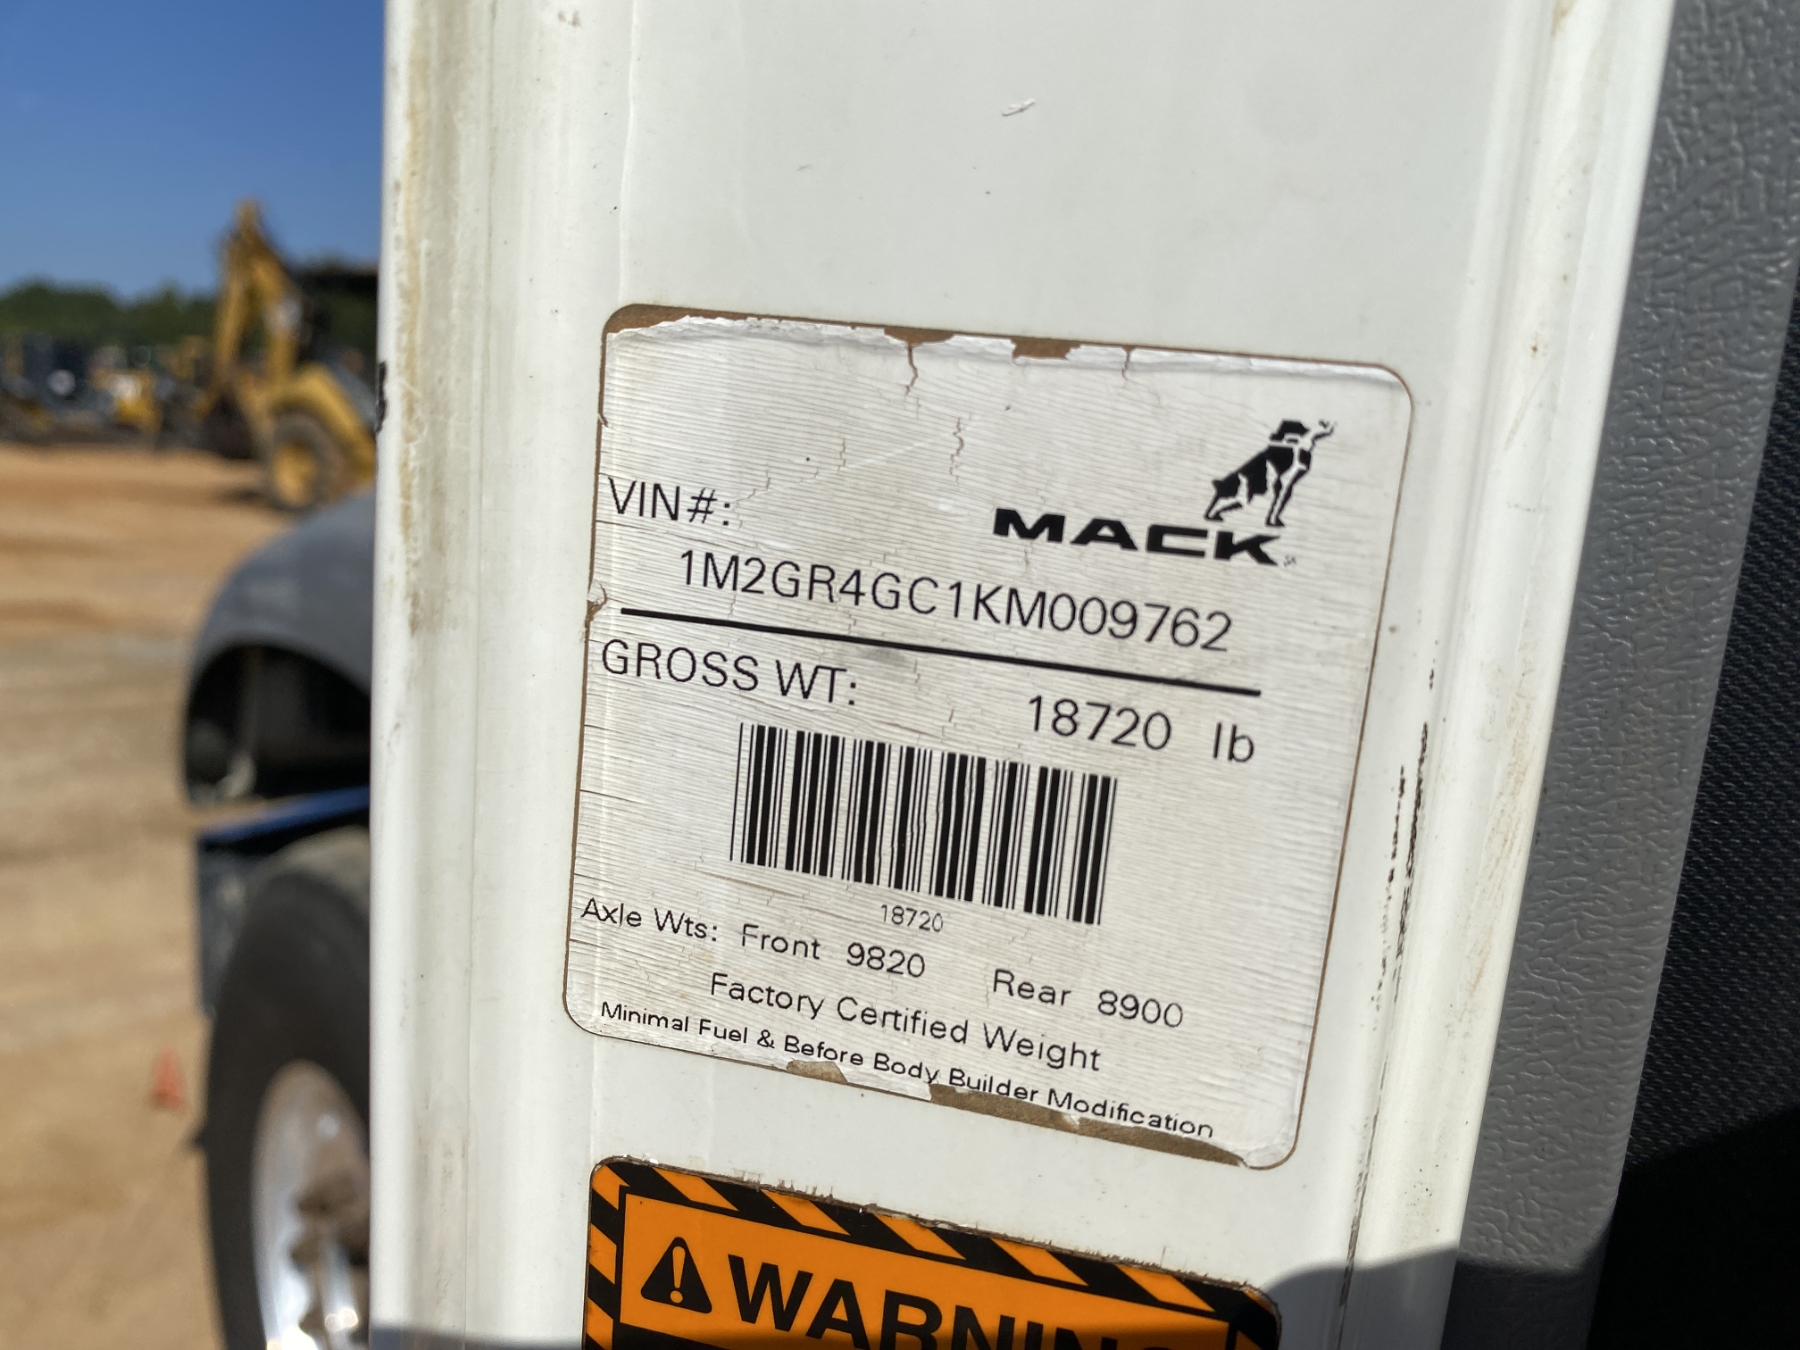 MACK
VIN#:
1M2GR4GC1KM009762
GROSS WT: 18720 lb
18720
Axle Wts: Front 9820 Rear 8900
Factory Certified Weight
Minimal Fuel & Before Body Builder Modification
WARNING